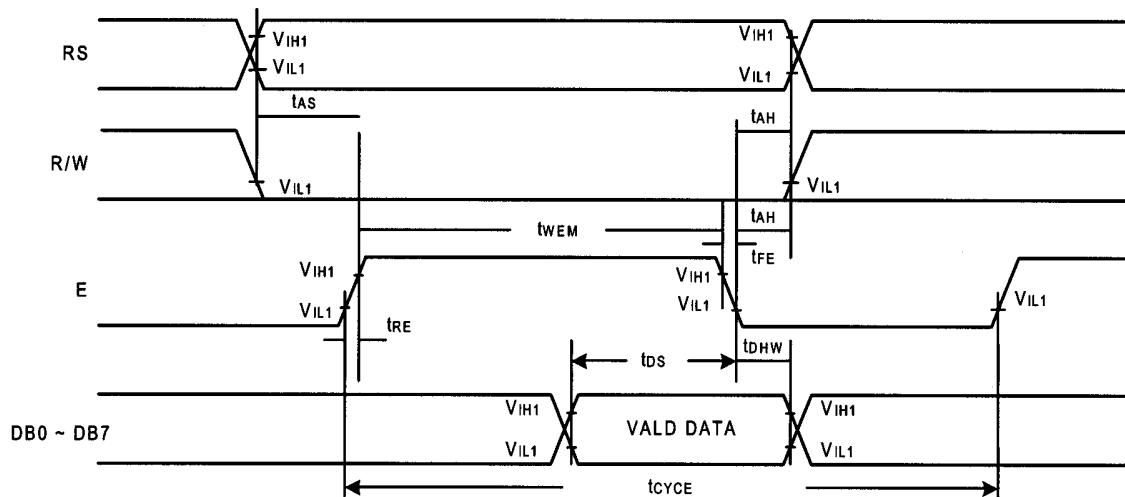 RS
VIH1
VIL1
VIH1
VIL1
tAS
tAH
R/W
VIL1
VIL1
tWEM
tAH
tFE
E
VIH1
VIL1
VIH1
VIL1
VIL1
tRE
tDS
tDHW
DB0 ~ DB7
VIH1
VIL1
VALD DATA
VIH1
VIL1
tCYCE